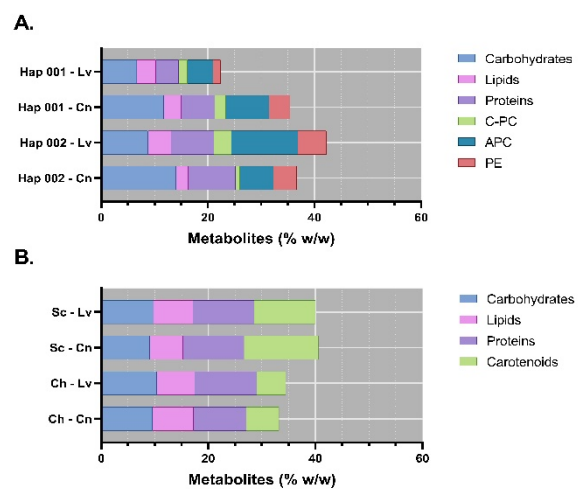 A.
Hap 001 - Lv
Hap 001 - Cn
Hap 002 - Lv
Hap 002 - Cn
0 20 40 60
Metabolites (% w/w)
Carbohydrates
Lipids
Proteins
C-PC
APC
PE
B.
Sc - Lv
Sc - Cn
Ch - Lv
Ch - Cn
0 20 40 60
Metabolites (% w/w)
Carbohydrates
Lipids
Proteins
Carotenoids